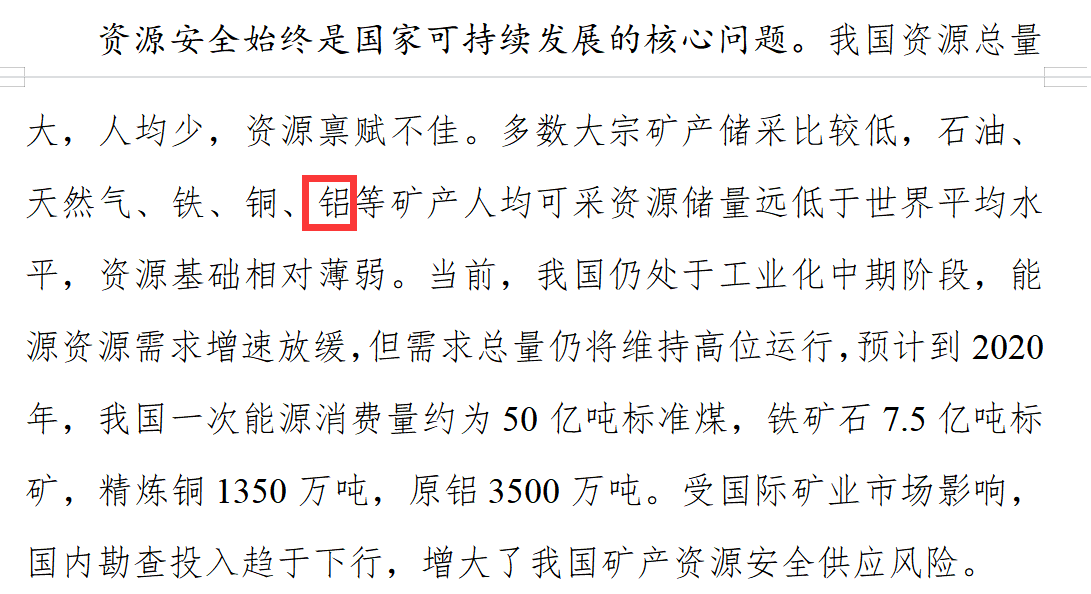 资源安全始终是国家可持续发展的核心问题。我国资源总量
大，人均少，资源禀赋不佳。多数大宗矿产储采比较低，石油、
天然气、铁、铜、铝等矿产人均可采资源储量远低于世界平均水
平，资源基础相对薄弱。当前，我国仍处于工业化中期阶段，能
源资源需求增速放缓，但需求总量仍将维持高位运行，预计到 2020
年，我国一次能源消费量约为 50 亿吨标准煤，铁矿石 7.5 亿吨标
矿，精炼铜 1350 万吨，原铝 3500 万吨。受国际矿业市场影响，
国内勘查投入趋于下行，增大了我国矿产资源安全供应风险。